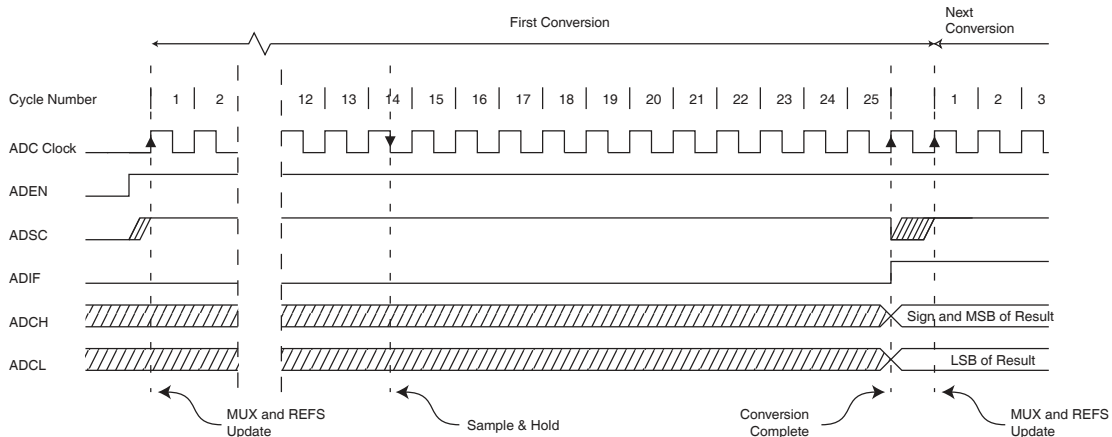 First Conversion
Next
Conversion
Cycle Number 1 2 12 13 14 15 16 17 18 19 20 21 22 23 24 25 1 2 3
ADC Clock
ADEN
ADSC
ADIF
ADCH Sign and MSB of Result
ADCL LSB of Result
MUX and REFS
Update
Sample & Hold
Conversion
Complete
MUX and REFS
Update